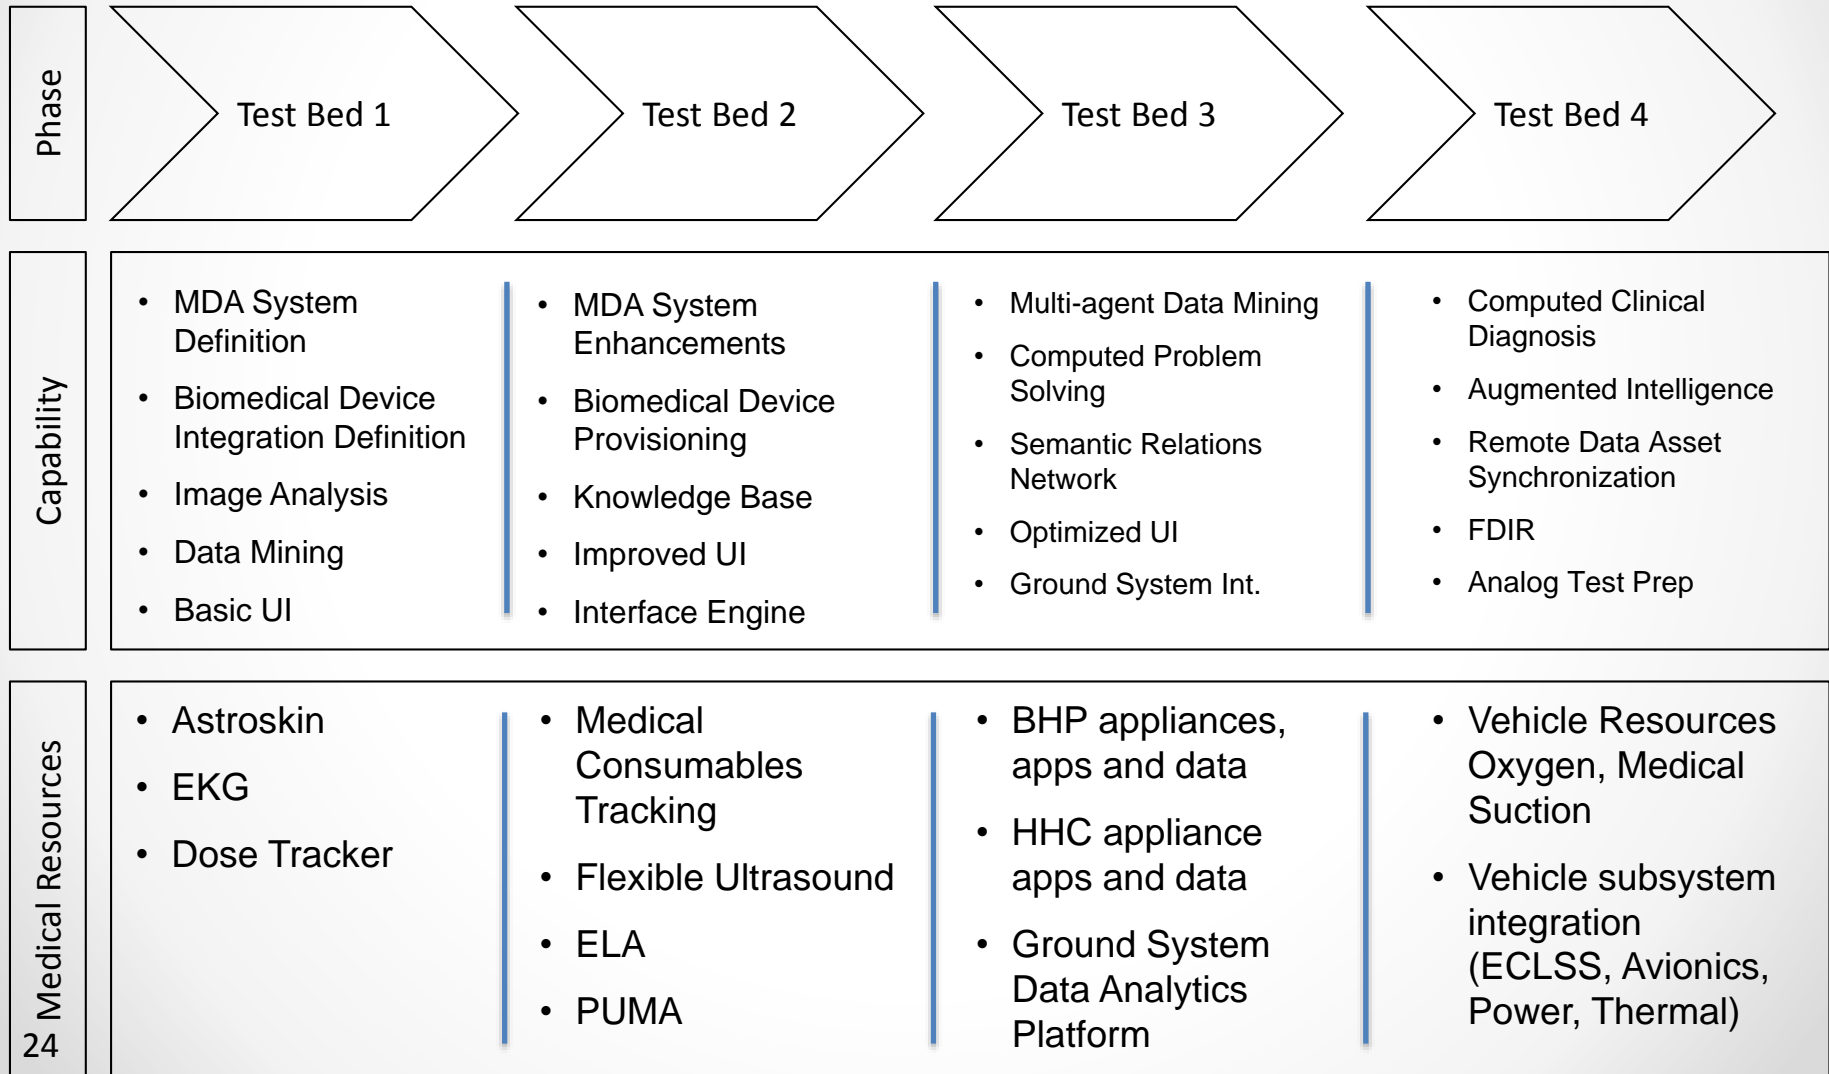 Phase
Test Bed 1
Test Bed 2
Test Bed 3
Test Bed 4
Capability
• MDA System
Definition
• Biomedical Device
Integration Definition
• Image Analysis
• Data Mining
• Basic UI
• MDA System
Enhancements
• Biomedical Device
Provisioning
• Knowledge Base
• Improved UI
• Interface Engine
• Multi-agent Data Mining
• Computed Problem
Solving
• Semantic Relations
Network
• Optimized UI
• Ground System Int.
• Computed Clinical
Diagnosis
• Augmented Intelligence
• Remote Data Asset
Synchronization
• FDIR
• Analog Test Prep
Medical Resources
• Astroskin
• EKG
• Dose Tracker
• Medical
Consumables
Tracking
• Flexible Ultrasound
• ELA
• PUMA
• BHP appliances,
apps and data
• HHC appliance
apps and data
• Ground System
Data Analytics
Platform
• Vehicle Resources
Oxygen, Medical
Suction
• Vehicle subsystem
integration
(ECLSS, Avionics,
Power, Thermal)
24